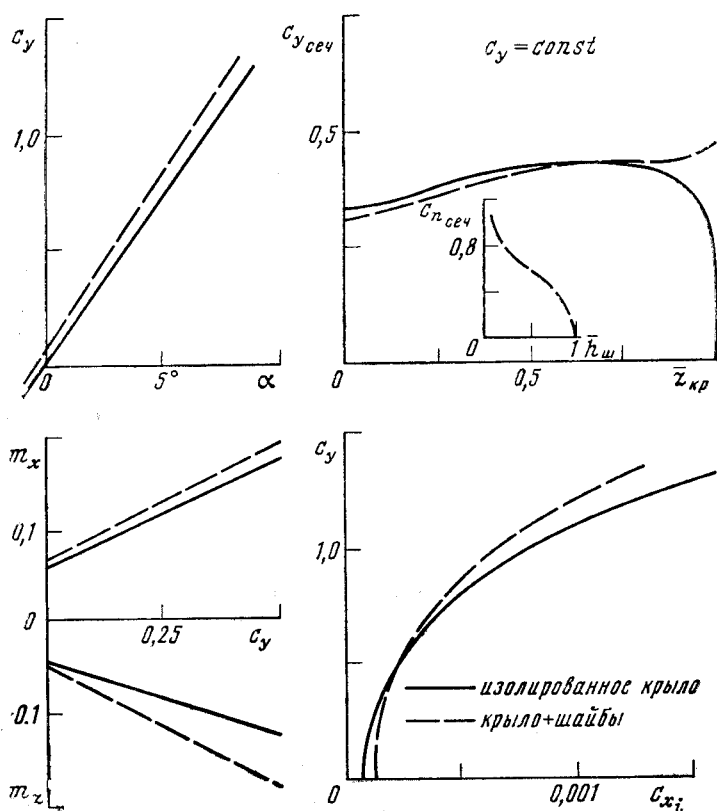 c_y
1,0
0
5°
α
c_y сеч
c_y = const
0,5
c_n сеч
0,8
0
1
h̅_ш
0
0,5
z̅_кр
m_x
0,1
0
0,25
c_y
-0,1
m_z
c_y
1,0
изолированное крыло
крыло+шайбы
0
0,001
c_xi